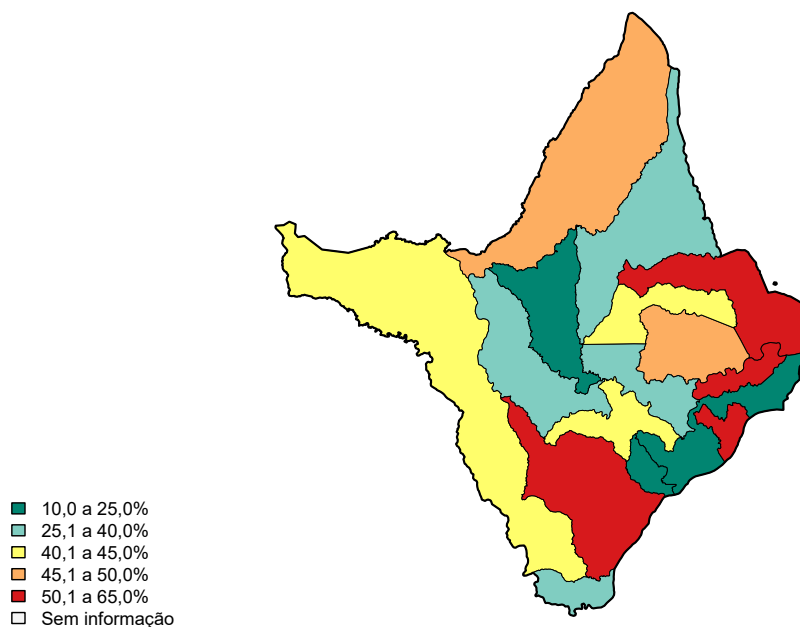 10,0 a 25,0%
25,1 a 40,0%
40,1 a 45,0%
45,1 a 50,0%
50,1 a 65,0%
Sem informação